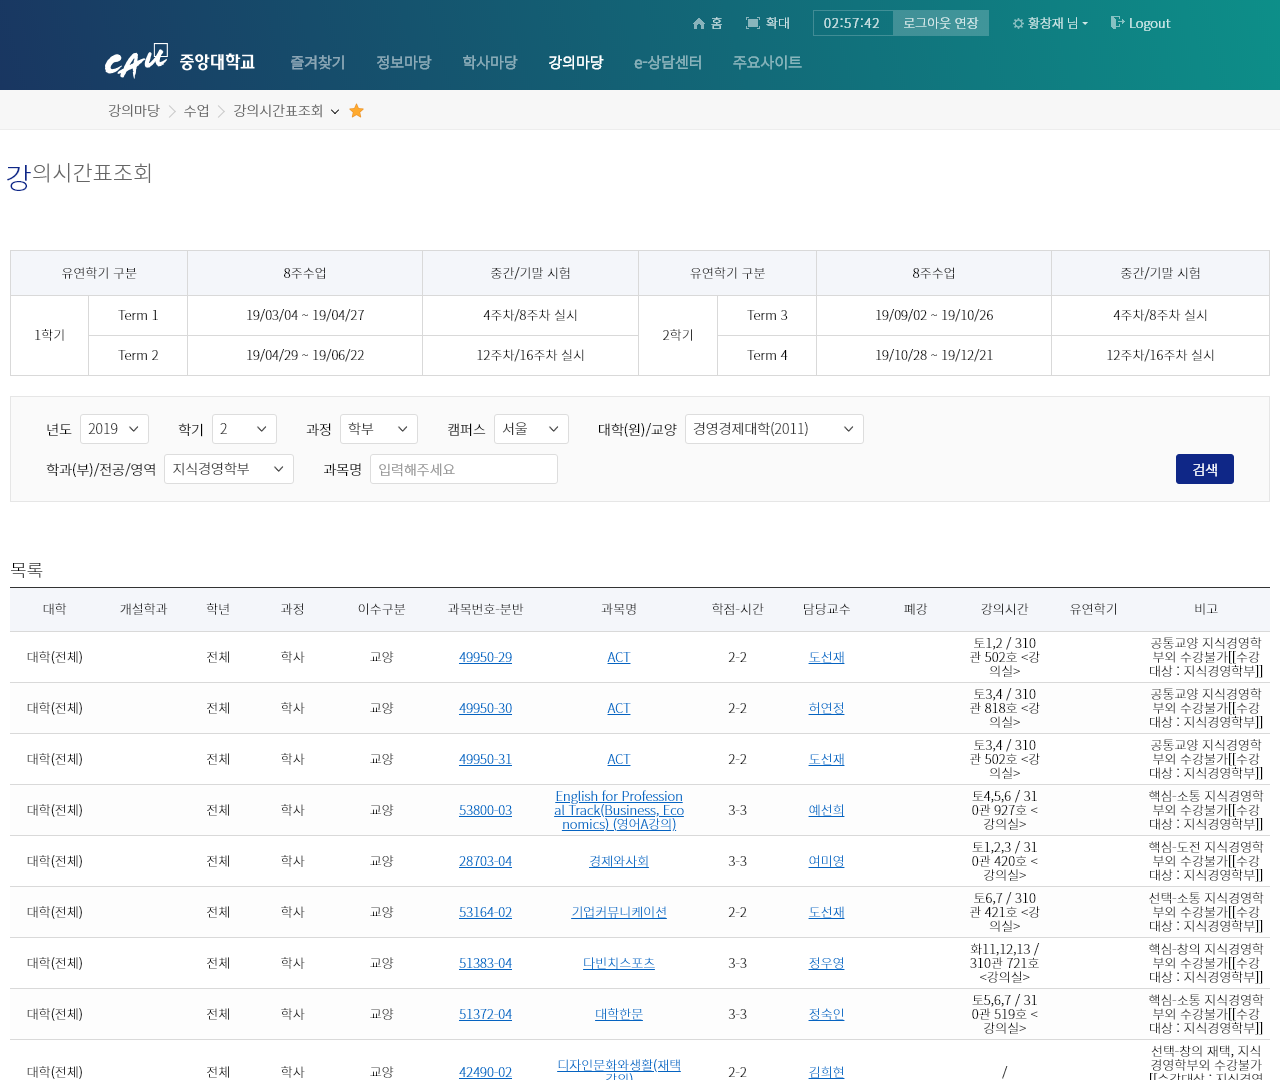 홈 확대 02:57:42 로그아웃 연장 황창재 님 Logout
CAU 중앙대학교 즐겨찾기 정보마당 학사마당 강의마당 e-상담센터 주요사이트
강의마당 수업 강의시간표조회
강의시간표조회
유연학기 구분 8주수업 중간/기말 시험 유연학기 구분 8주수업 중간/기말 시험
1학기 Term 1 19/03/04 ~ 19/04/27 4주차/8주차 실시 2학기 Term 3 19/09/02 ~ 19/10/26 4주차/8주차 실시
Term 2 19/04/29 ~ 19/06/22 12주차/16주차 실시 Term 4 19/10/28 ~ 19/12/21 12주차/16주차 실시
년도 2019 학기 2 과정 학부 캠퍼스 서울 대학(원)/교양 경영경제대학(2011)
학과(부)/전공/영역 지식경영학부 과목명 입력해주세요 검색
목록
대학 개설학과 학년 과정 이수구분 과목번호-분반 과목명 학점-시간 담당교수 폐강 강의시간 유연학기 비고
대학(전체) 전체 학사 교양 49950-29 ACT 2-2 도선재 토1,2 / 310관 502호 <강의실> 공통교양 지식경영학부외 수강불가[[수강대상 : 지식경영학부]]
대학(전체) 전체 학사 교양 49950-30 ACT 2-2 허연정 토3,4 / 310관 818호 <강의실> 공통교양 지식경영학부외 수강불가[[수강대상 : 지식경영학부]]
대학(전체) 전체 학사 교양 49950-31 ACT 2-2 도선재 토3,4 / 310관 502호 <강의실> 공통교양 지식경영학부외 수강불가[[수강대상 : 지식경영학부]]
대학(전체) 전체 학사 교양 53800-03 English for Professional Track(Business, Economics) (영어A강의) 3-3 예선희 토4,5,6 / 310관 927호 <강의실> 핵심-소통 지식경영학부외 수강불가[[수강대상 : 지식경영학부]]
대학(전체) 전체 학사 교양 28703-04 경제와사회 3-3 여미영 토1,2,3 / 310관 420호 <강의실> 핵심-도전 지식경영학부외 수강불가[[수강대상 : 지식경영학부]]
대학(전체) 전체 학사 교양 53164-02 기업커뮤니케이션 2-2 도선재 토6,7 / 310관 421호 <강의실> 선택-소통 지식경영학부외 수강불가[[수강대상 : 지식경영학부]]
대학(전체) 전체 학사 교양 51383-04 다빈치스포츠 3-3 정우영 화11,12,13 / 310관 721호 <강의실> 핵심-창의 지식경영학부외 수강불가[[수강대상 : 지식경영학부]]
대학(전체) 전체 학사 교양 51372-04 대학한문 3-3 정숙인 토5,6,7 / 310관 519호 <강의실> 핵심-소통 지식경영학부외 수강불가[[수강대상 : 지식경영학부]]
대학(전체) 전체 학사 교양 42490-02 디자인문화와생활(재택강의) 2-2 김희현 / 선택-창의 재택, 지식경영학부외 수강불가[[수강대상 : 지식경영